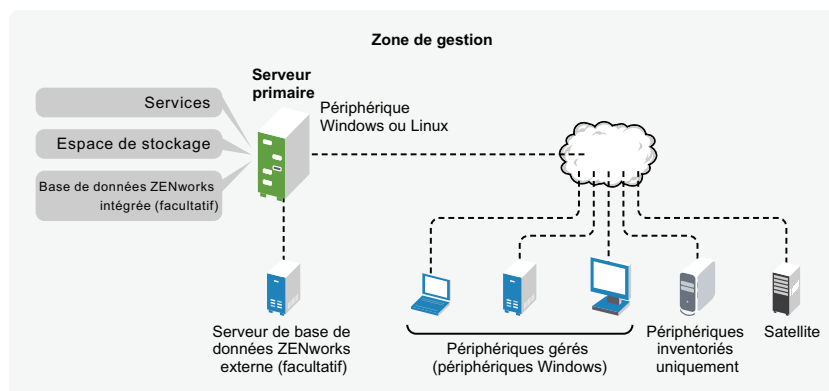 Zone de gestion
Serveur
primaire
Services
Espace de stockage
Base de données ZENworks
intégrée (facultatif)
Périphérique
Windows ou Linux
Serveur de base de
données ZENworks
externe (facultatif)
Périphériques gérés
(périphériques Windows)
Périphériques
inventoriés
uniquement
Satellite